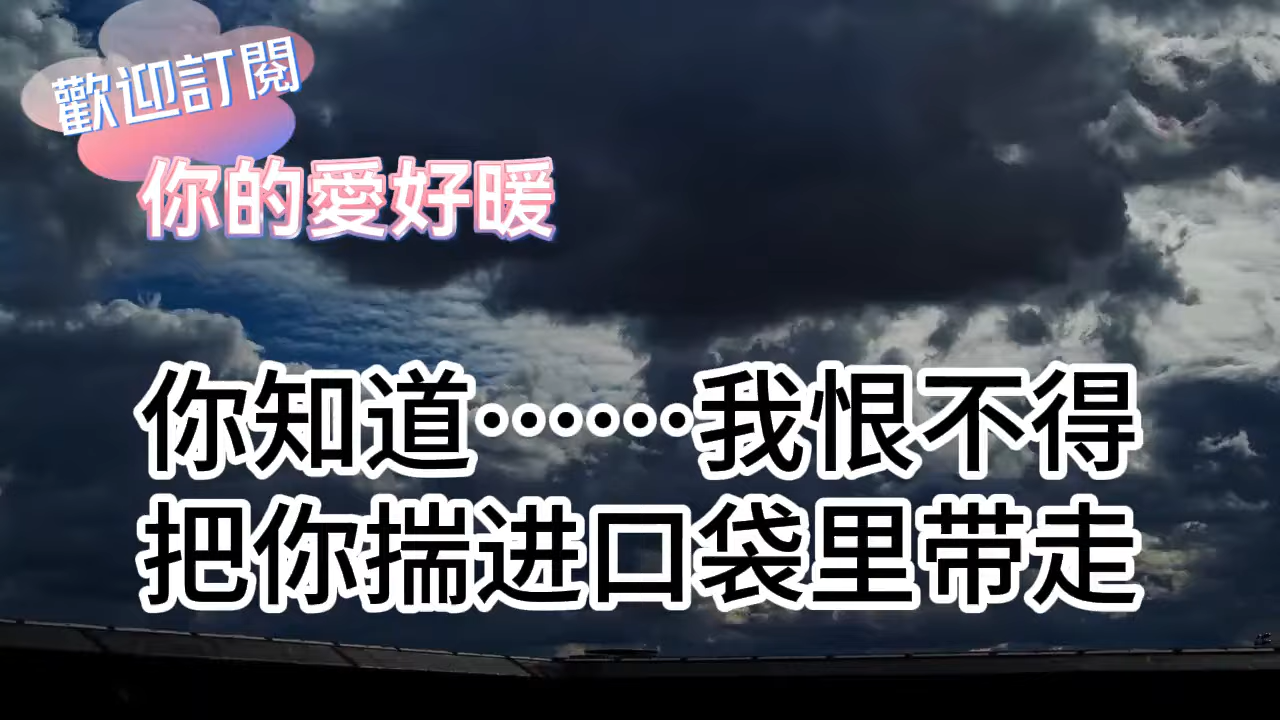 歡迎訂閱
你的愛好暖
你知道……我恨不得
把你揣进口袋里带走